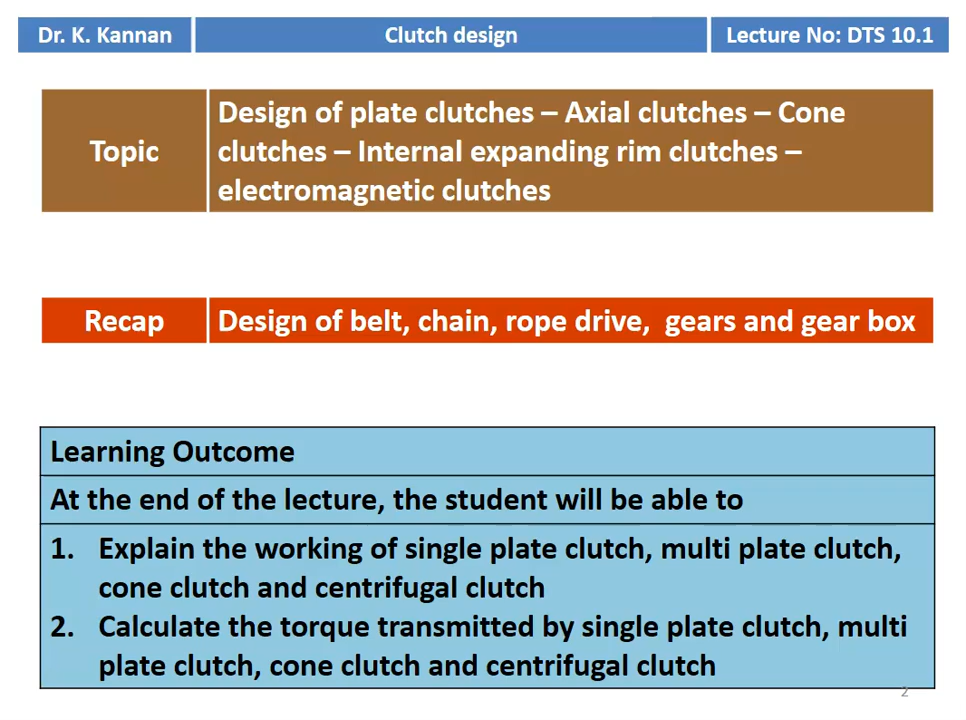 Dr. K. Kannan
Clutch design
Lecture No: DTS 10.1
Topic
Design of plate clutches – Axial clutches – Cone
clutches – Internal expanding rim clutches –
electromagnetic clutches
Recap
Design of belt, chain, rope drive,  gears and gear box
Learning Outcome
At the end of the lecture, the student will be able to
1. Explain the working of single plate clutch, multi plate clutch,
cone clutch and centrifugal clutch
2. Calculate the torque transmitted by single plate clutch, multi
plate clutch, cone clutch and centrifugal clutch
2